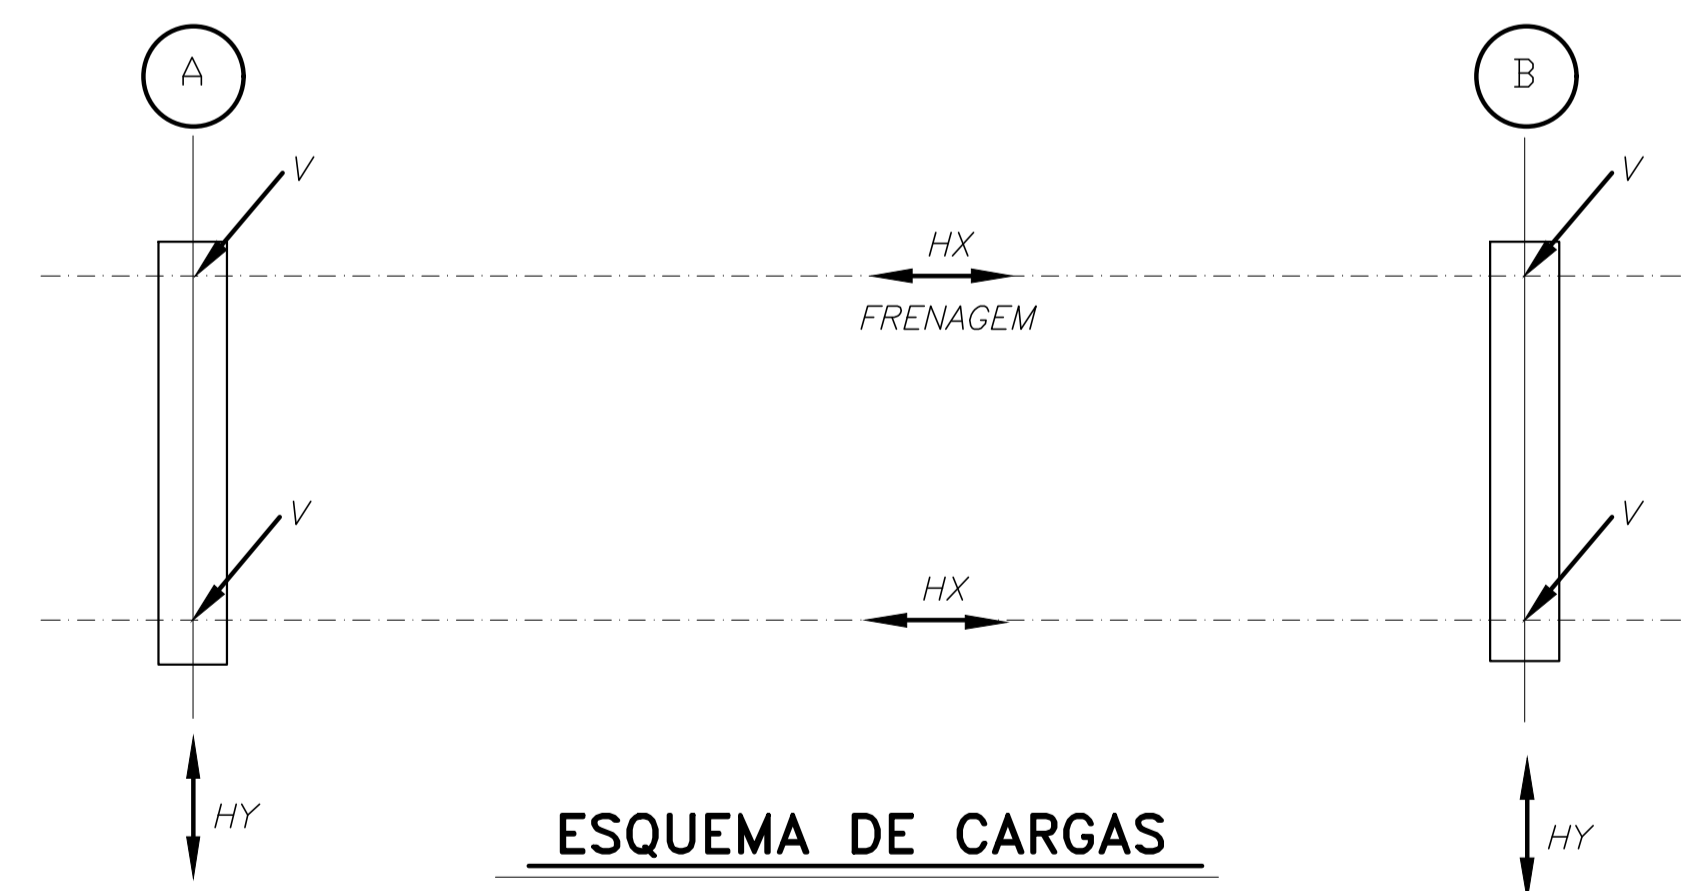 A
B
V
V
HX
FRENAGEM
V
V
HX
HY
HY
ESQUEMA DE CARGAS